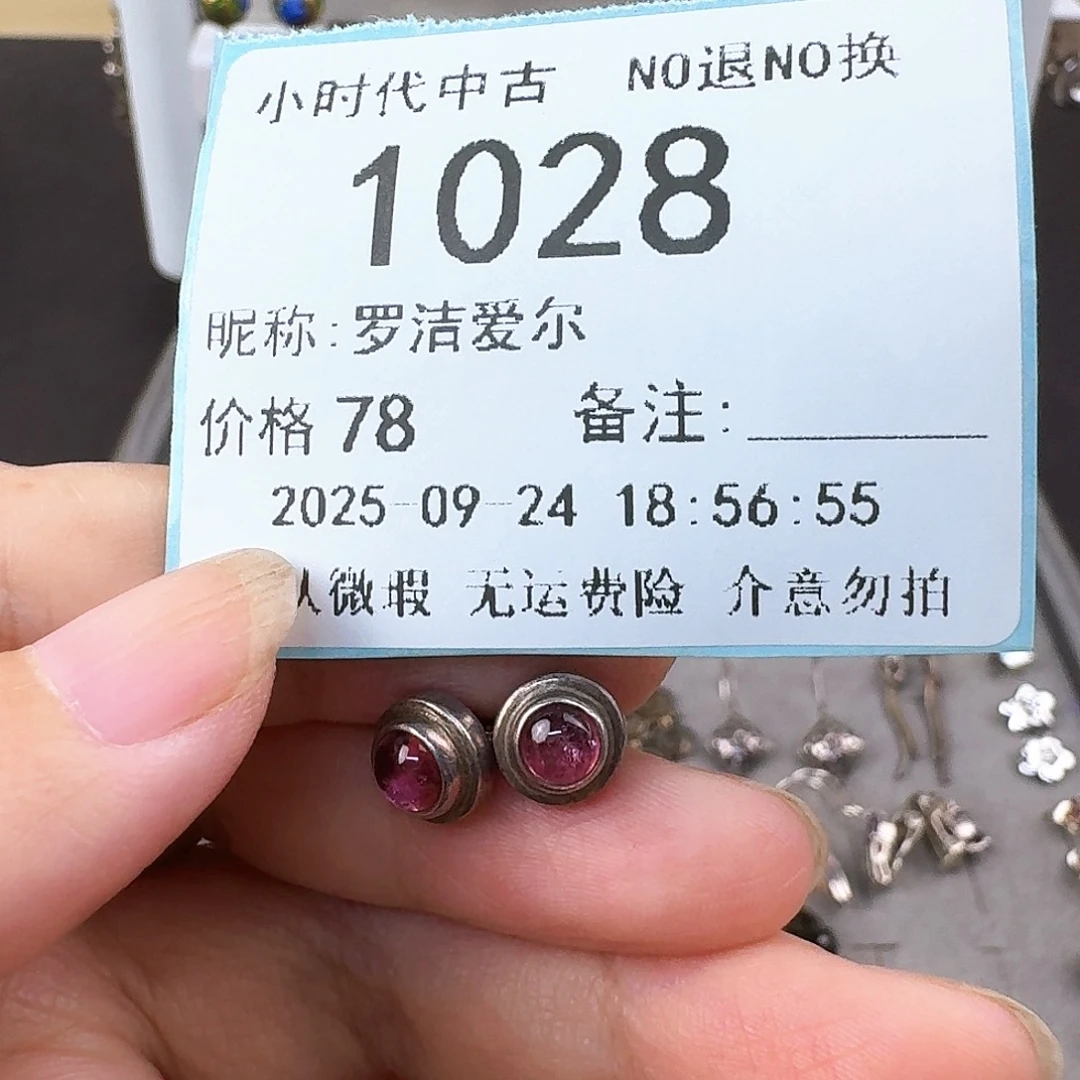 小时代中古 NO退NO换
1028
昵称:罗洁爱尔
价格 78 备注:
2025-09-24 18:56:55
微瑕 无运费险 介意勿拍